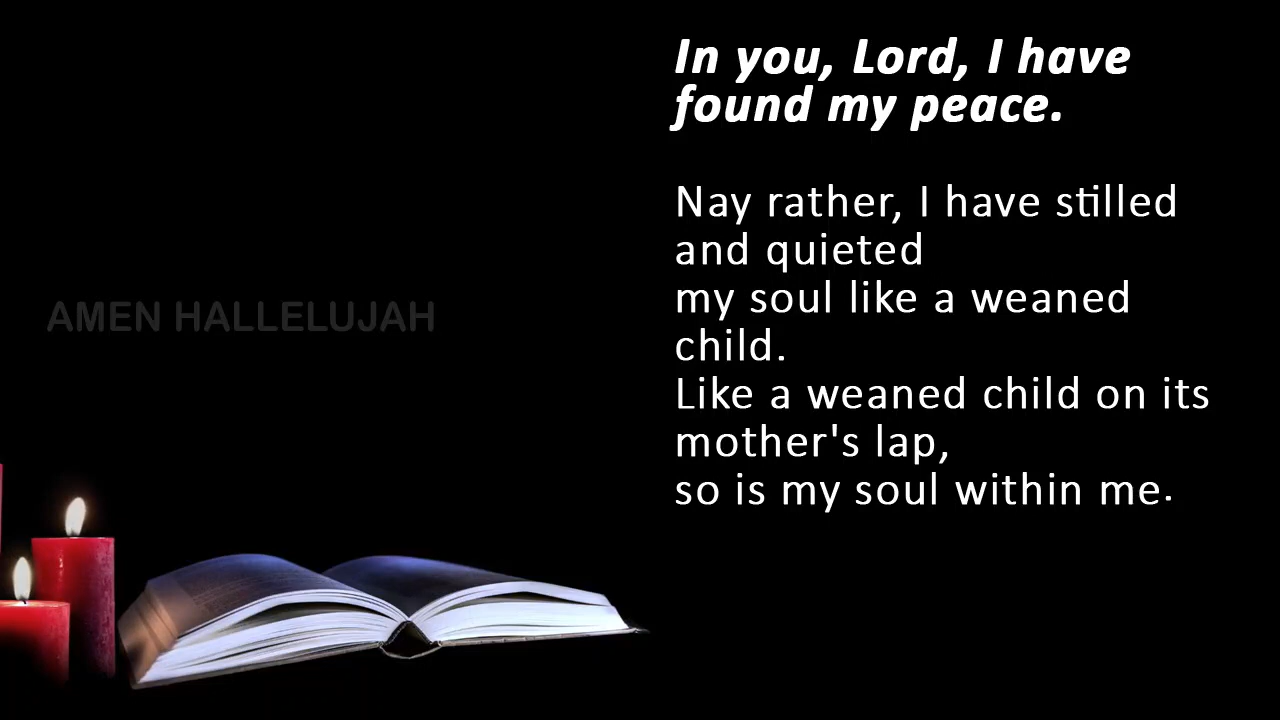 In you, Lord, I have
found my peace.
Nay rather, I have stilled
and quieted
my soul like a weaned
child.
Like a weaned child on its
mother's lap,
so is my soul within me.
AMEN HALLELUJAH